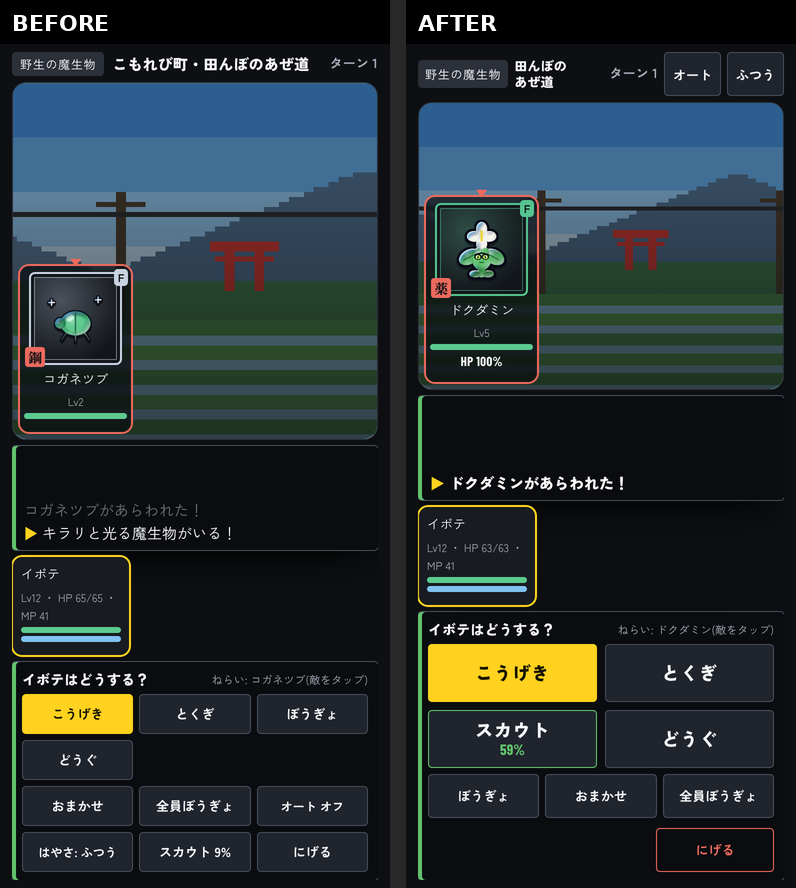 BEFORE
野生の魔生物 こもれび町・田んぼのあぜ道 ターン 1
F
鋼
コガネツブ
Lv2
コガネツブがあらわれた！
▶ キラリと光る魔生物がいる！
イボテ
Lv12 ・ HP 65/65 ・
MP 41
イボテはどうする？ ねらい: コガネツブ(敵をタップ)
こうげき とくぎ ぼうぎょ
どうぐ
おまかせ 全員ぼうぎょ オート オフ
はやさ: ふつう スカウト 9% にげる
AFTER
野生の魔生物 田んぼの
あぜ道
ターン 1 オート ふつう
F
薬
ドクダミン
Lv5
HP 100%
▶ ドクダミンがあらわれた！
イボテ
Lv12 ・ HP 63/63 ・
MP 41
イボテはどうする？ ねらい: ドクダミン(敵をタップ)
こうげき とくぎ
スカウト
59%
どうぐ
ぼうぎょ おまかせ 全員ぼうぎょ
にげる